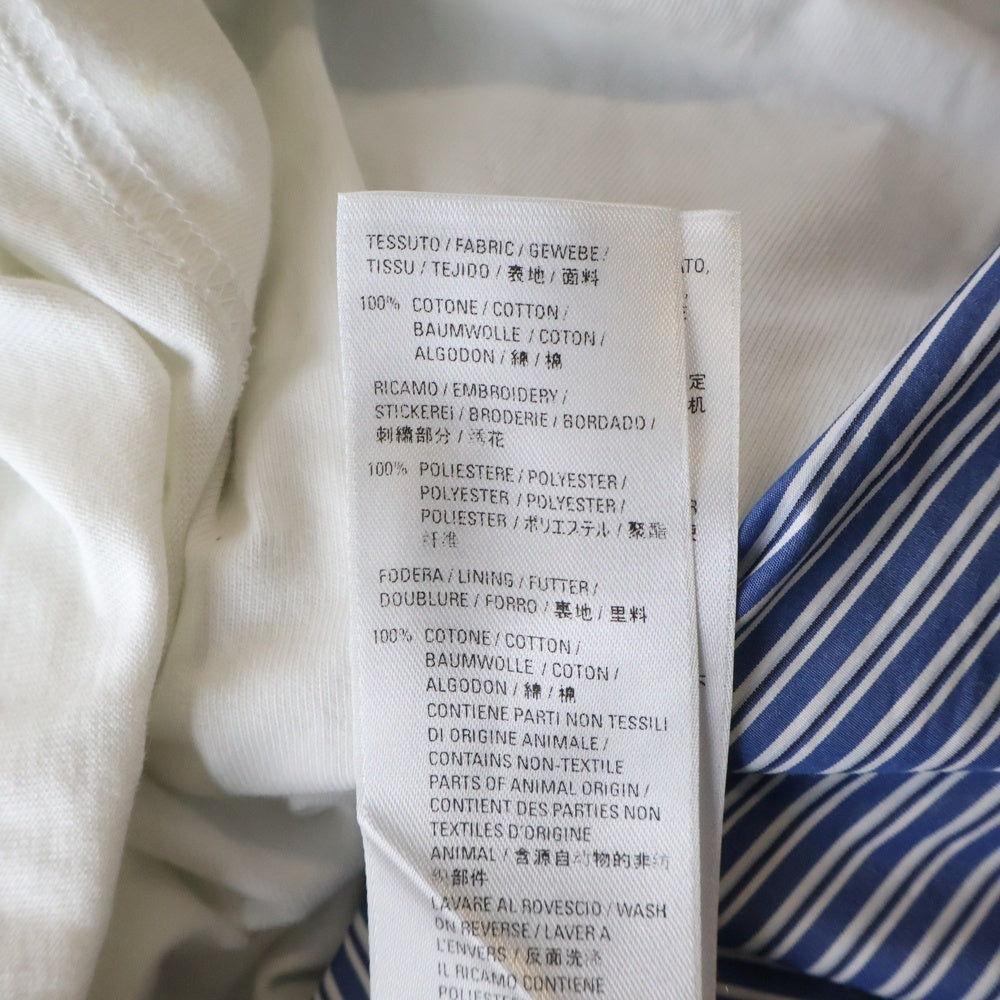 TESSUTO / FABRIC / GEWEBE /
TISSU / TEJIDO / 表地 / 面料
100% COTONE / COTTON /
BAUMWOLLE / COTON /
ALGODON / 綿 / 棉
RICAMO / EMBROIDERY /
STICKEREI / BRODERIE / BORDADO /
刺繍部分 / 绣花
100% POLIESTERE / POLYESTER /
POLYESTER / POLYESTER /
POLIESTER / ポリエステル / 聚酯
纤维
FODERA / LINING / FUTTER /
DOUBLURE / FORRO / 裏地 / 里料
100% COTONE / COTTON /
BAUMWOLLE / COTON /
ALGODON / 綿 / 棉
CONTIENE PARTI NON TESSILI
DI ORIGINE ANIMALE /
CONTAINS NON-TEXTILE
PARTS OF ANIMAL ORIGIN /
CONTIENT DES PARTIES NON
TEXTILES D'ORIGINE
ANIMAL / 含源自动物的非纺
织部件
LAVARE AL ROVESCIO / WASH
ON REVERSE / LAVER A
L'ENVERS / 反面洗涤
IL RICAMO CONTIENE
POLIESTER
ATO,
定
机